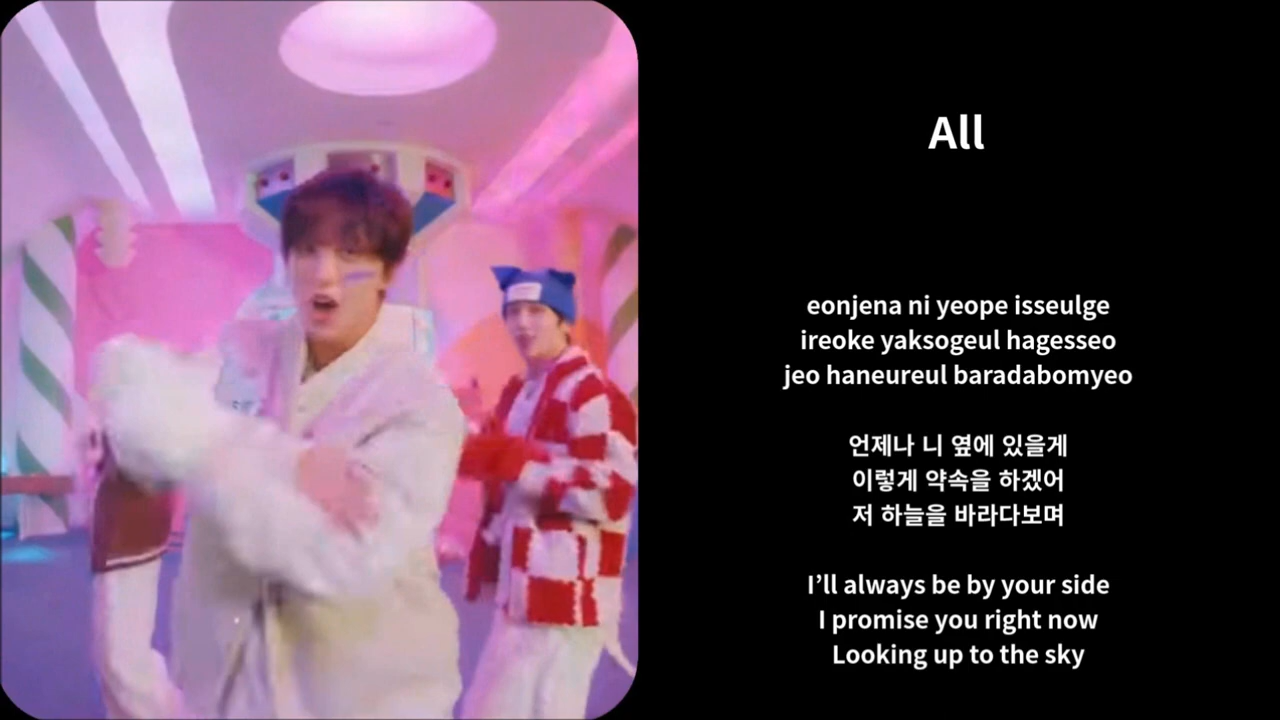 All
eonjena ni yeope isseulge
ireoke yaksogeul hagesseo
jeo haneureul baradabomyeo
언제나 니 옆에 있을게
이렇게 약속을 하겠어
저 하늘을 바라다보며
I’ll always be by your side
I promise you right now
Looking up to the sky